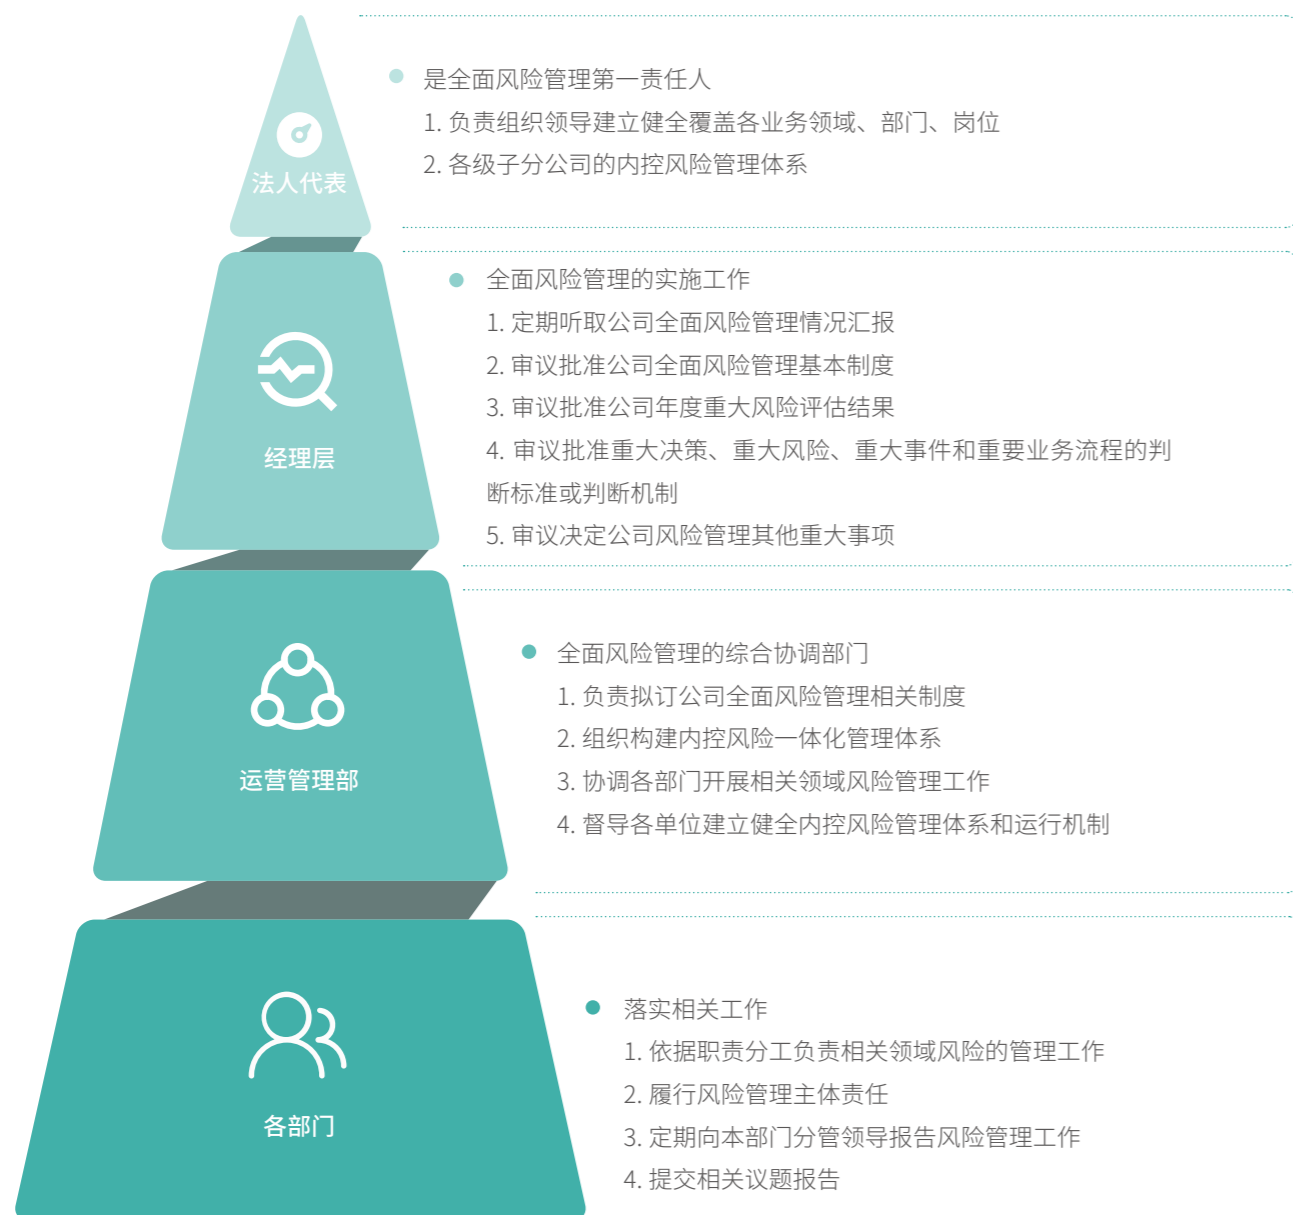 法人代表
是全面风险管理第一责任人
1. 负责组织领导建立健全覆盖各业务领域、部门、岗位
2. 各级子分公司的内控风险管理体系
经理层
全面风险管理的实施工作
1. 定期听取公司全面风险管理情况汇报
2. 审议批准公司全面风险管理基本制度
3. 审议批准公司年度重大风险评估结果
4. 审议批准重大决策、重大风险、重大事件和重要业务流程的判
断标准或判断机制
5. 审议决定公司风险管理其他重大事项
运营管理部
全面风险管理的综合协调部门
1. 负责拟订公司全面风险管理相关制度
2. 组织构建内控风险一体化管理体系
3. 协调各部门开展相关领域风险管理工作
4. 督导各单位建立健全内控风险管理体系和运行机制
各部门
落实相关工作
1. 依据职责分工负责相关领域风险的管理工作
2. 履行风险管理主体责任
3. 定期向本部门分管领导报告风险管理工作
4. 提交相关议题报告